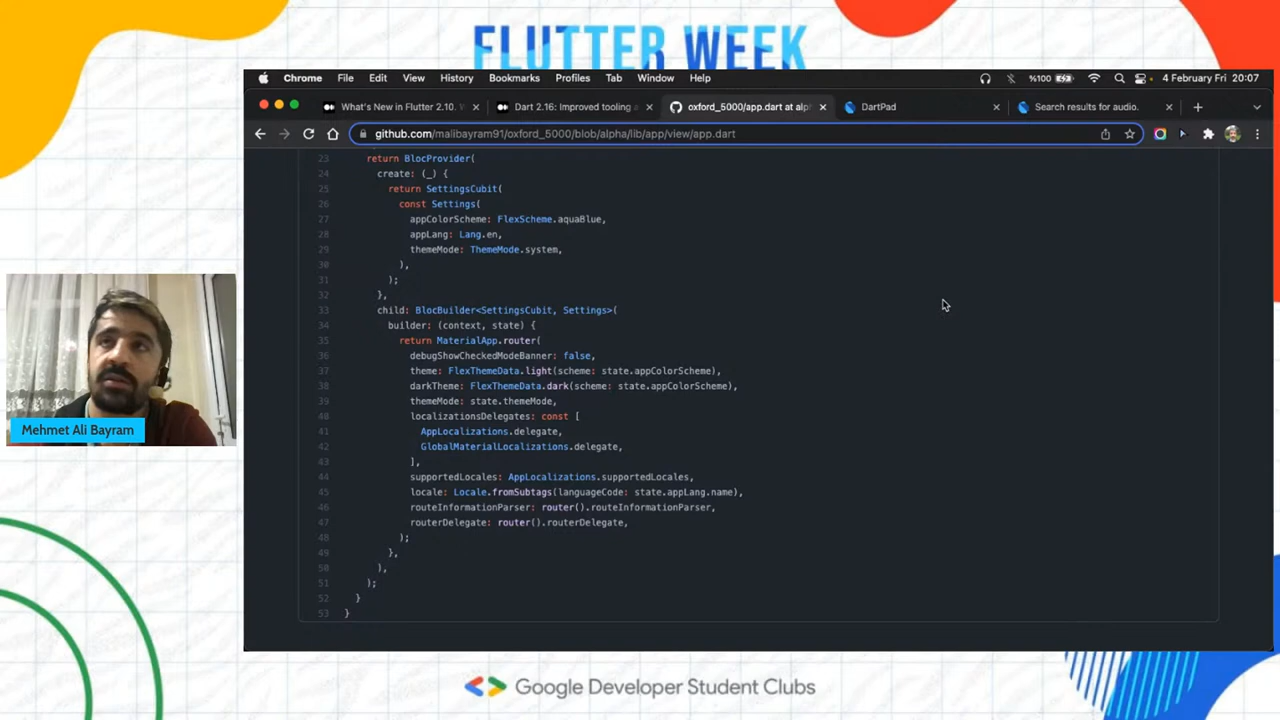 FLUTTER WEEK
Chrome File Edit View History Bookmarks Profiles Tab Window Help
%100 4 February Fri 20:07
What's New in Flutter 2.10.
Dart 2.16: Improved tooling
oxford_5000/app.dart at alp
DartPad
Search results for audio.
github.com/malibayram91/oxford_5000/blob/alpha/lib/app/view/app.dart
23 return BlocProvider(
24 create: (_) {
25 return SettingsCubit(
26 const Settings(
27 appColorScheme: FlexScheme.aquaBlue,
28 appLang: Lang.en,
29 themeMode: ThemeMode.system,
30 ),
31 );
32 },
33 child: BlocBuilder<SettingsCubit, Settings>(
34 builder: (context, state) {
35 return MaterialApp.router(
36 debugShowCheckedModeBanner: false,
37 theme: FlexThemeData.light(scheme: state.appColorScheme),
38 darkTheme: FlexThemeData.dark(scheme: state.appColorScheme),
39 themeMode: state.themeMode,
40 localizationsDelegates: const [
41 AppLocalizations.delegate,
42 GlobalMaterialLocalizations.delegate,
43 ],
44 supportedLocales: AppLocalizations.supportedLocales,
45 locale: Locale.fromSubtags(languageCode: state.appLang.name),
46 routeInformationParser: router().routeInformationParser,
47 routerDelegate: router().routerDelegate,
48 );
49 },
50 ),
51 );
52 }
53 }
Mehmet Ali Bayram
Google Developer Student Clubs